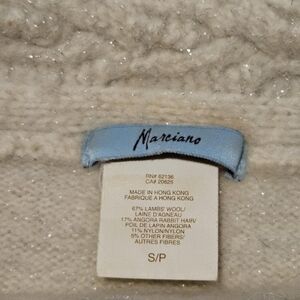 Marciano
RN# 62136
CA# 20625
MADE IN HONG KONG
FABRIQUE A HONG KONG
67% LAMBS' WOOL/
LAINE D'AGNEAU
17% ANGORA RABBIT HAIR/
POIL DE LAPIN ANGORA
11% NYLON/NYLON
5% OTHER FIBERS/
AUTRES FIBRES
S/P